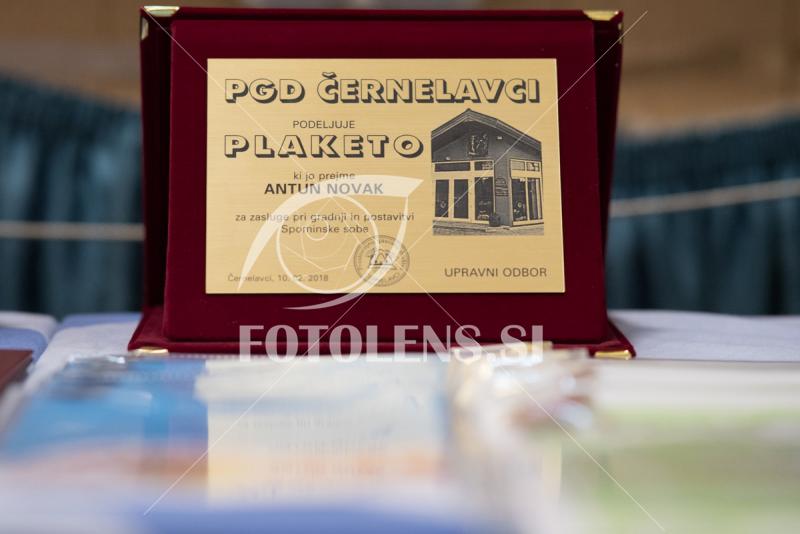 PGD ČERNELAVCI
PODELJUJE
PLAKETO
ki jo prejme
ANTUN NOVAK
za zasluge pri gradnji in postavitvi
Spominske sobe
Černelavci, 10. 02. 2018
UPRAVNI ODBOR
FOTOLENS.SI